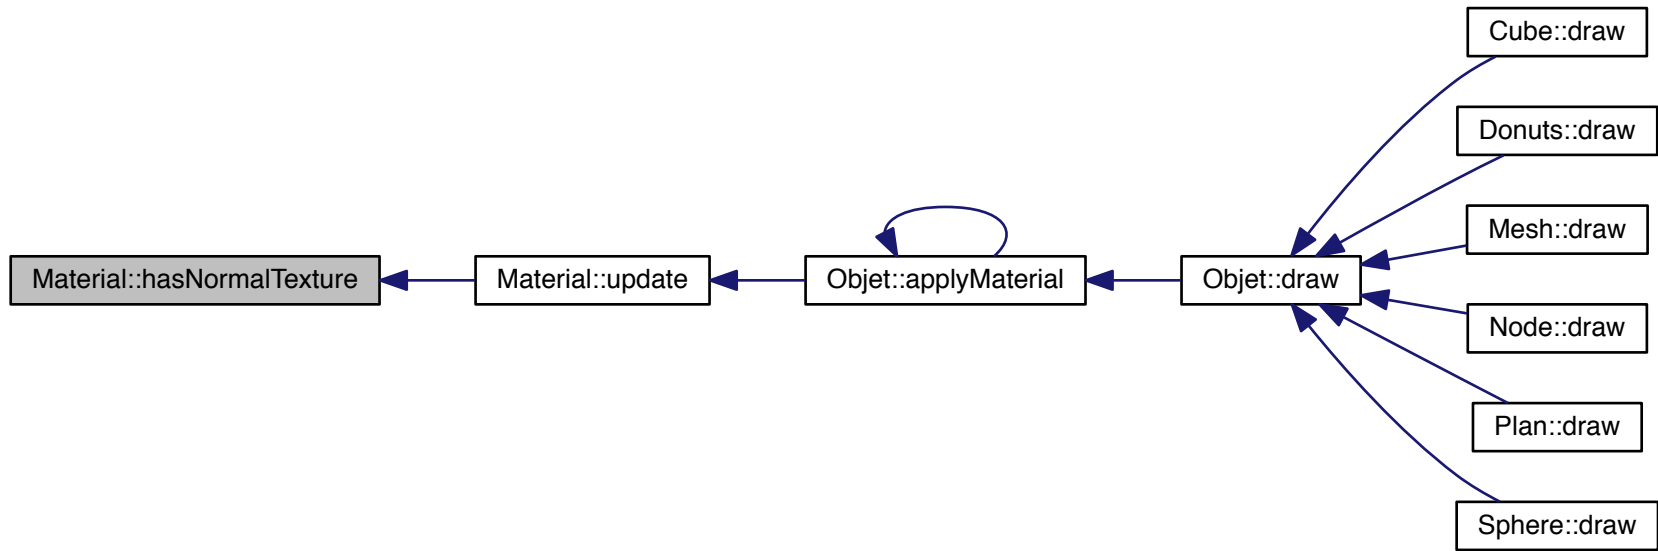 Cube::draw
Donuts::draw
Mesh::draw
Material::hasNormalTexture
Material::update
Objet::applyMaterial
Objet::draw
Node::draw
Plan::draw
Sphere::draw